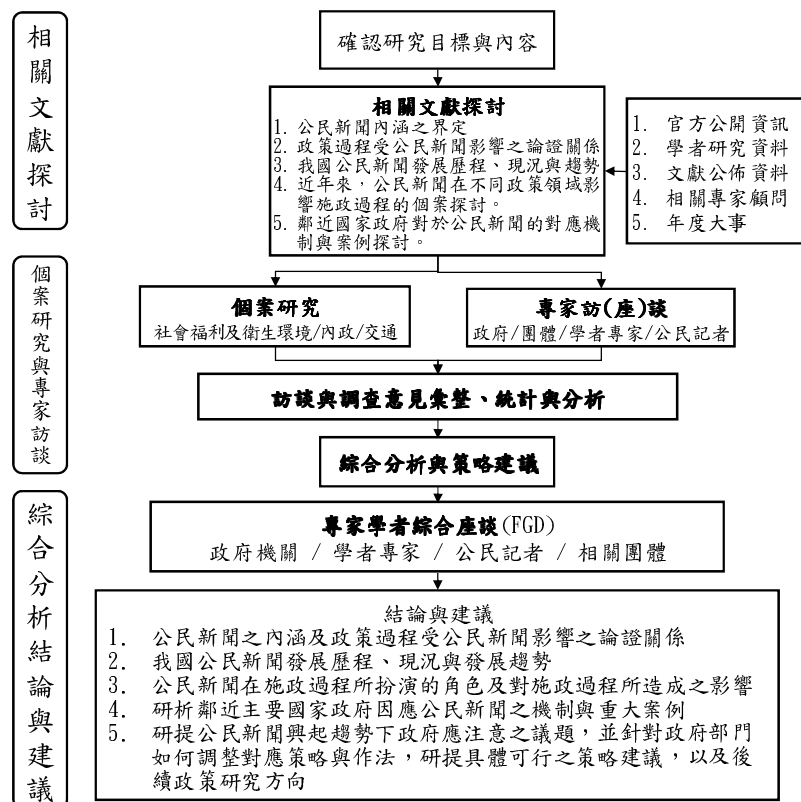 相關文獻探討
確認研究目標與內容
相關文獻探討
1. 公民新聞內涵之界定
2. 政策過程受公民新聞影響之論證關係
3. 我國公民新聞發展歷程、現況與趨勢
4. 近年來，公民新聞在不同政策領域影
響施政過程的個案探討。
5. 鄰近國家政府對於公民新聞的對應機
制與案例探討。
1. 官方公開資訊
2. 學者研究資料
3. 文獻公佈資料
4. 相關專家顧問
5. 年度大事
個案研究與專家訪談
個案研究
社會福利及衛生環境/內政/交通
專家訪(座)談
政府/團體/學者專家/公民記者
訪談與調查意見彙整、統計與分析
綜合分析與策略建議
綜合分析結論與建議
專家學者綜合座談(FGD)
政府機關 / 學者專家 / 公民記者 / 相關團體
結論與建議
1. 公民新聞之內涵及政策過程受公民新聞影響之論證關係
2. 我國公民新聞發展歷程、現況與發展趨勢
3. 公民新聞在施政過程所扮演的角色及對施政過程所造成之影響
4. 研析鄰近主要國家政府因應公民新聞之機制與重大案例
5. 研提公民新聞興起趨勢下政府應注意之議題，並針對政府部門
如何調整對應策略與作法，研提具體可行之策略建議，以及後
續政策研究方向